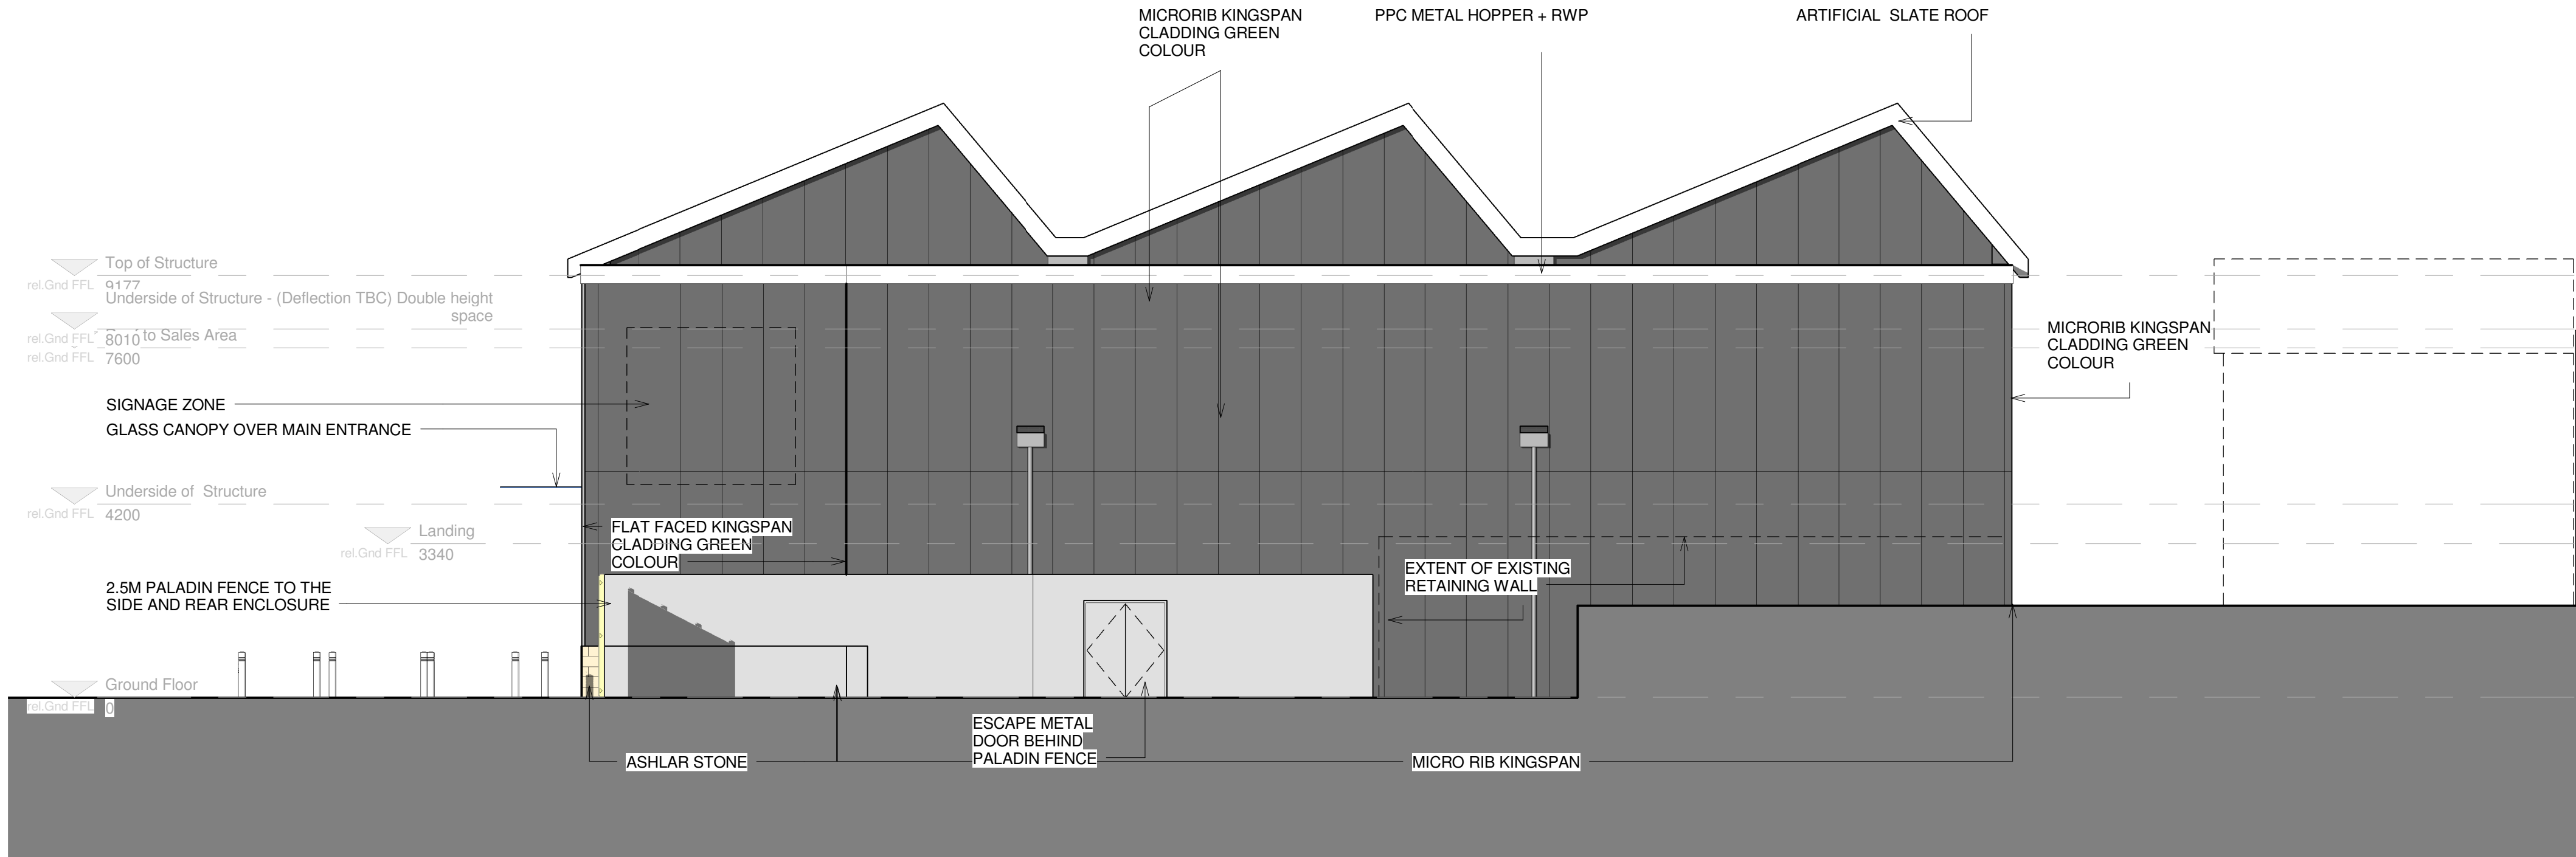 MICRORIB KINGSPAN
CLADDING GREEN
COLOUR
PPC METAL HOPPER + RWP
ARTIFICIAL SLATE ROOF
Top of Structure
rel.Gnd FFL 9177
Underside of Structure - (Deflection TBC) Double height
space
to Sales Area
rel.Gnd FFL 8010
rel.Gnd FFL 7600
MICRORIB KINGSPAN
CLADDING GREEN
COLOUR
SIGNAGE ZONE
GLASS CANOPY OVER MAIN ENTRANCE
Underside of Structure
rel.Gnd FFL 4200
Landing
rel.Gnd FFL 3340
FLAT FACED KINGSPAN
CLADDING GREEN
COLOUR
EXTENT OF EXISTING
RETAINING WALL
2.5M PALADIN FENCE TO THE
SIDE AND REAR ENCLOSURE
Ground Floor
rel.Gnd FFL 0
ESCAPE METAL
DOOR BEHIND
PALADIN FENCE
ASHLAR STONE
MICRO RIB KINGSPAN